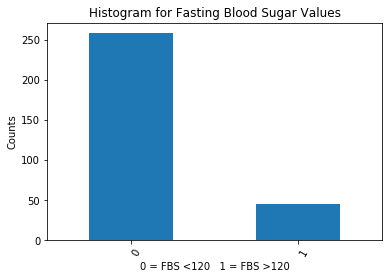 Histogram for Fasting Blood Sugar Values
250
200
150
100
50
0
Counts
0
1
0 = FBS <120   1 = FBS >120